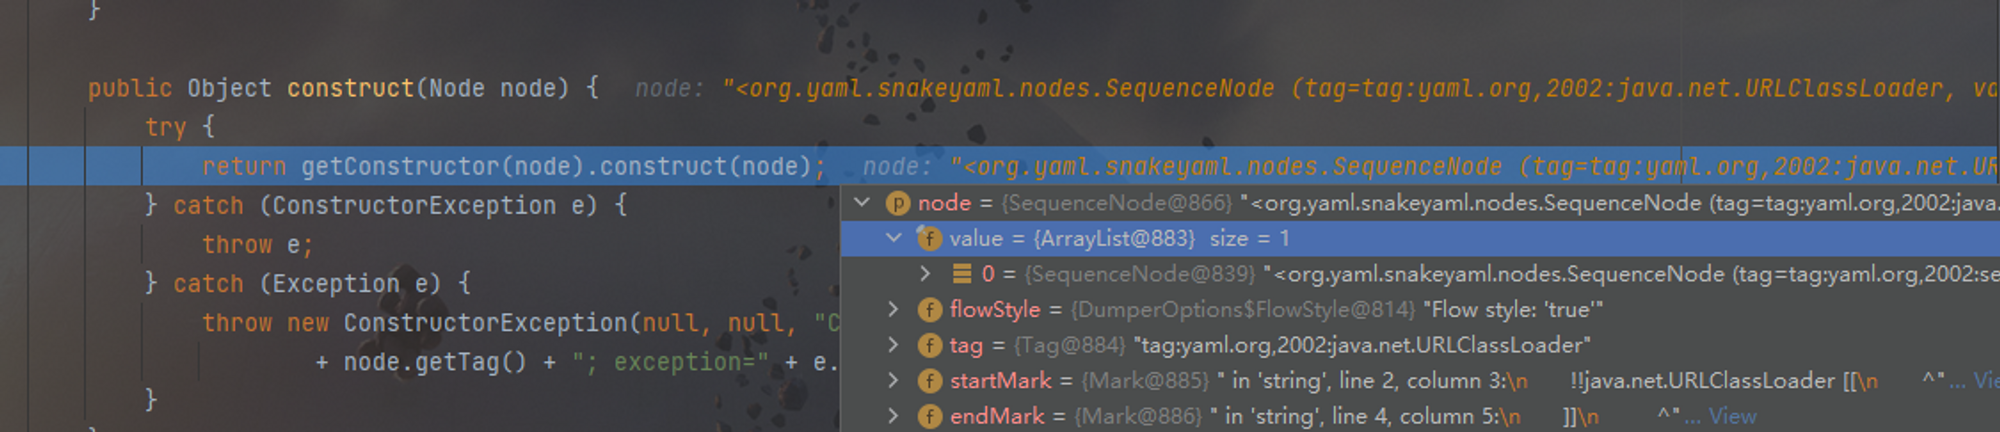 }
public Object construct(Node node) {   node: "<org.yaml.snakeyaml.nodes.SequenceNode (tag=tag:yaml.org,2002:java.net.URLClassLoader, va
try {
return getConstructor(node).construct(node);   node: "<org.yaml.snakeyaml.nodes.SequenceNode (tag=tag:yaml.org,2002:java.net.UR
} catch (ConstructorException e) {
throw e;
} catch (Exception e) {
throw new ConstructorException(null, null, "C
+ node.getTag() + "; exception=" + e.
}
p node = {SequenceNode@866} "<org.yaml.snakeyaml.nodes.SequenceNode (tag=tag:yaml.org,2002:java.
f value = {ArrayList@883} size = 1
0 = {SequenceNode@839} "<org.yaml.snakeyaml.nodes.SequenceNode (tag=tag:yaml.org,2002:se
f flowStyle = {DumperOptions$FlowStyle@814} "Flow style: 'true'"
f tag = {Tag@884} "tag:yaml.org,2002:java.net.URLClassLoader"
f startMark = {Mark@885} " in 'string', line 2, column 3:\n    !!java.net.URLClassLoader [[\n    ^"... Vie
f endMark = {Mark@886} " in 'string', line 4, column 5:\n    ]]\n    ^"... View